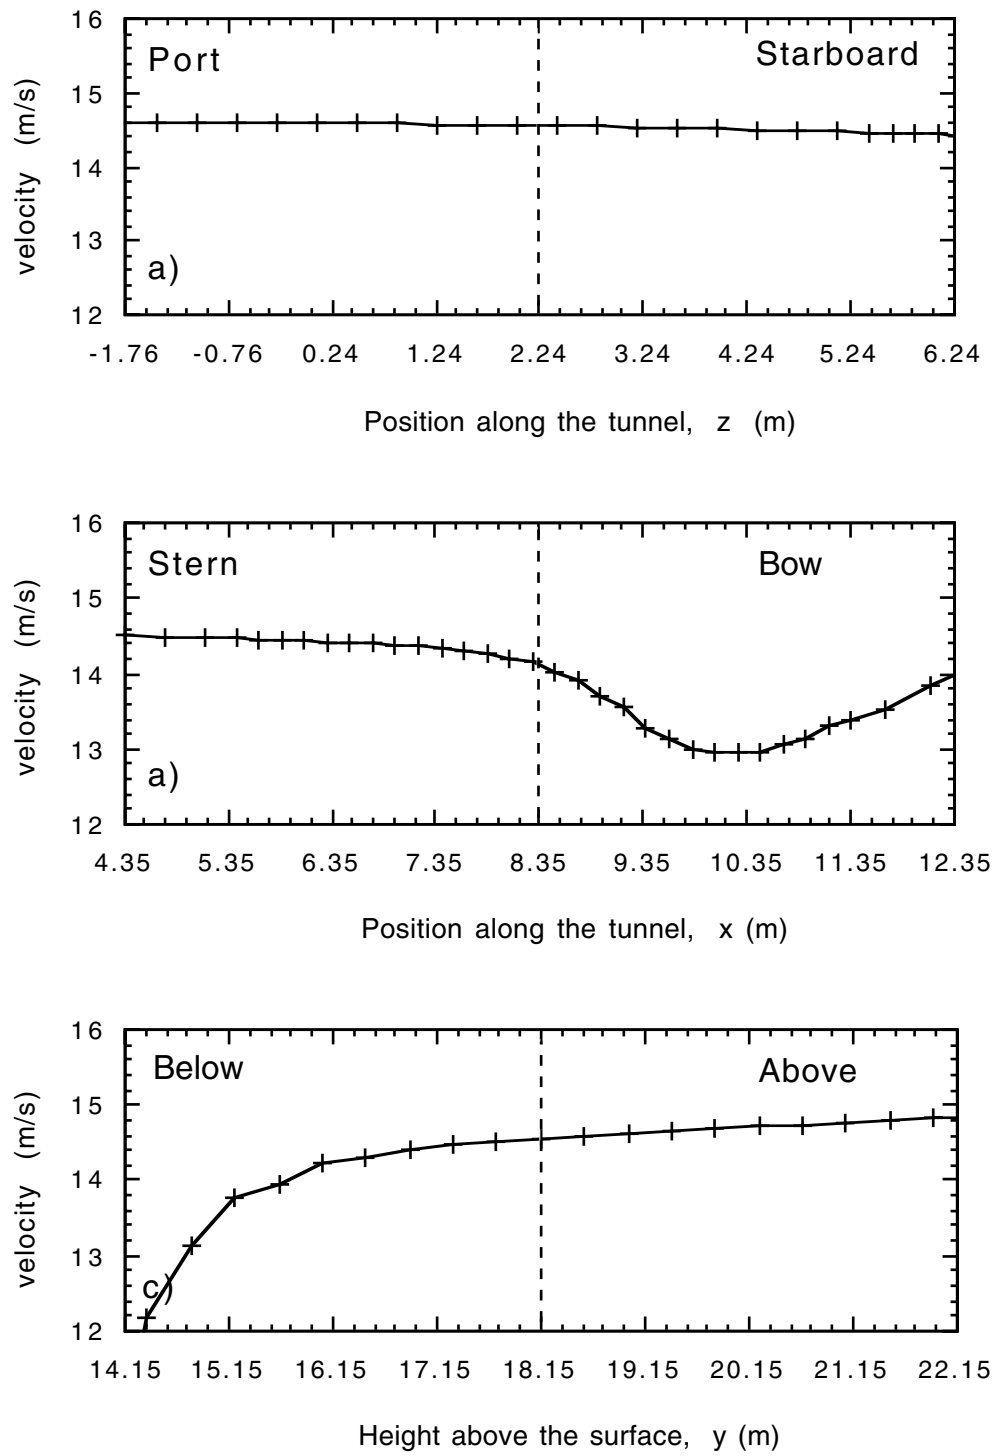 16
Port
Starboard
15
velocity (m/s)
14
13
a)
12
-1.76 -0.76 0.24 1.24 2.24 3.24 4.24 5.24 6.24
Position along the tunnel, z (m)
16
Stern
Bow
15
velocity (m/s)
14
13
a)
12
4.35 5.35 6.35 7.35 8.35 9.35 10.35 11.35 12.35
Position along the tunnel, x (m)
16
Below
Above
15
velocity (m/s)
14
13
c)
12
14.15 15.15 16.15 17.15 18.15 19.15 20.15 21.15 22.15
Height above the surface, y (m)